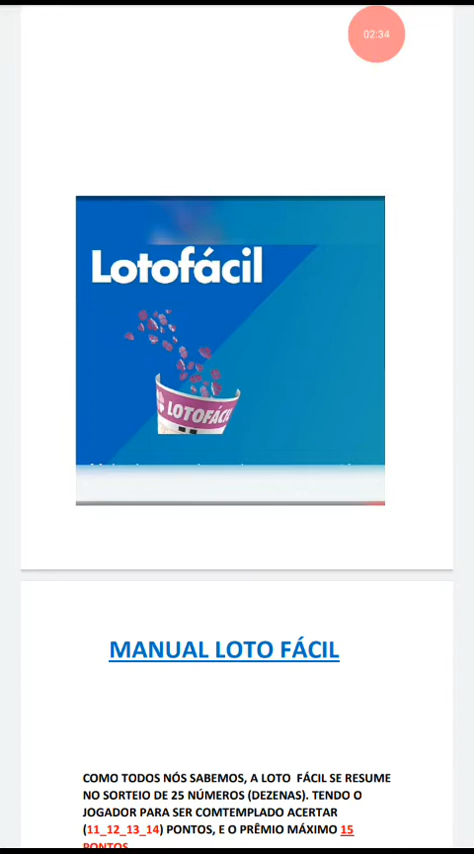 02:34
Lotofácil
LOTOFÁCIL
MANUAL LOTO FÁCIL
COMO TODOS NÓS SABEMOS, A LOTO FÁCIL SE RESUME
NO SORTEIO DE 25 NÚMEROS (DEZENAS). TENDO O
JOGADOR PARA SER COMTEMPLADO ACERTAR
(11_12_13_14) PONTOS, E O PRÊMIO MÁXIMO 15
PONTOS